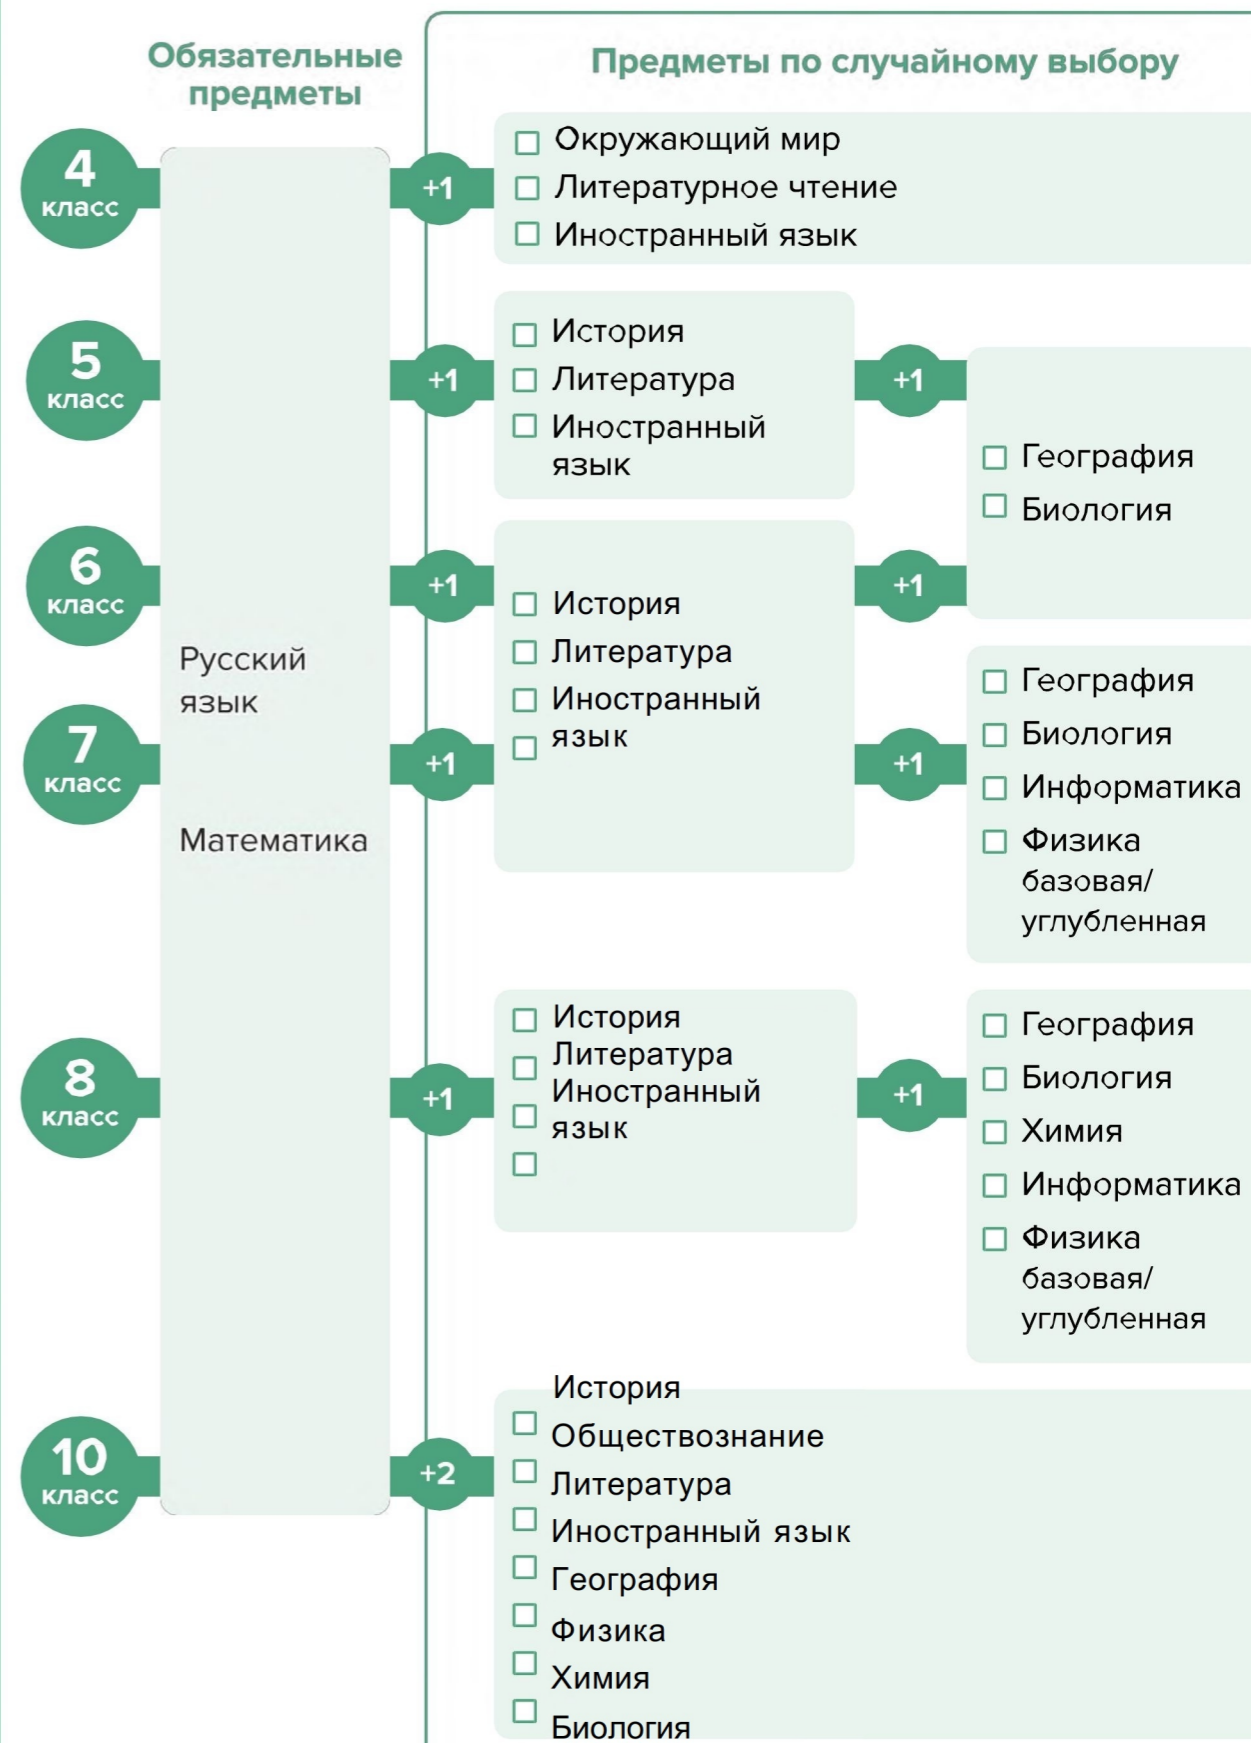 Обязательные
предметы
Предметы по случайному выбору
4
класс
+1
Окружающий мир
Литературное чтение
Иностранный язык
5
класс
+1
История
Литература
Иностранный
язык
+1
География
Биология
6
класс
+1
История
Литература
Иностранный
язык
+1
Русский
язык
Математика
7
класс
+1
+1
География
Биология
Информатика
Физика
базовая/
углубленная
8
класс
+1
История
Литература
Иностранный
язык
+1
География
Биология
Химия
Информатика
Физика
базовая/
углубленная
10
класс
+2
История
Обществознание
Литература
Иностранный язык
География
Физика
Химия
Биология